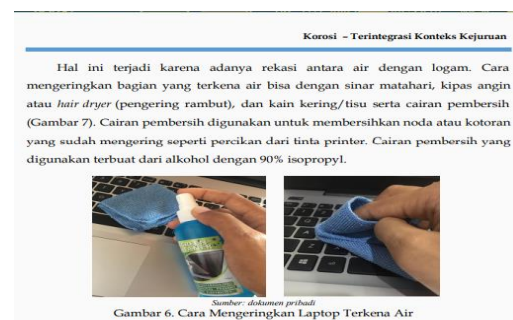 Korosi – Terintegrasi Konteks Kejuruan
Hal ini terjadi karena adanya rekasi antara air dengan logam. Cara
mengeringkan bagian yang terkena air bisa dengan sinar matahari, kipas angin
atau hair dryer (pengering rambut), dan kain kering/tisu serta cairan pembersih
(Gambar 7). Cairan pembersih digunakan untuk membersihkan noda atau kotoran
yang sudah mengering seperti percikan dari tinta printer. Cairan pembersih yang
digunakan terbuat dari alkohol dengan 90% isopropyl.
Sumber: dokumen pribadi
Gambar 6. Cara Mengeringkan Laptop Terkena Air